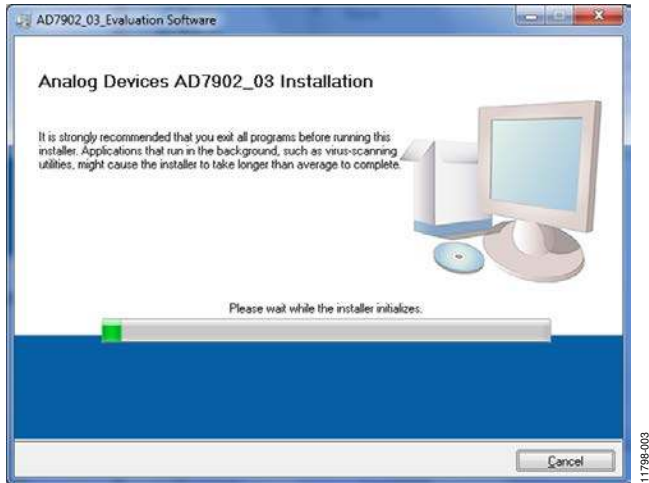 AD7902_03_Evaluation Software
Analog Devices AD7902_03 Installation
It is strongly recommended that you exit all programs before running this
installer. Applications that run in the background, such as virus-scanning
utilities, might cause the installer to take longer than average to complete.
Please wait while the installer initializes.
Cancel
11798-003